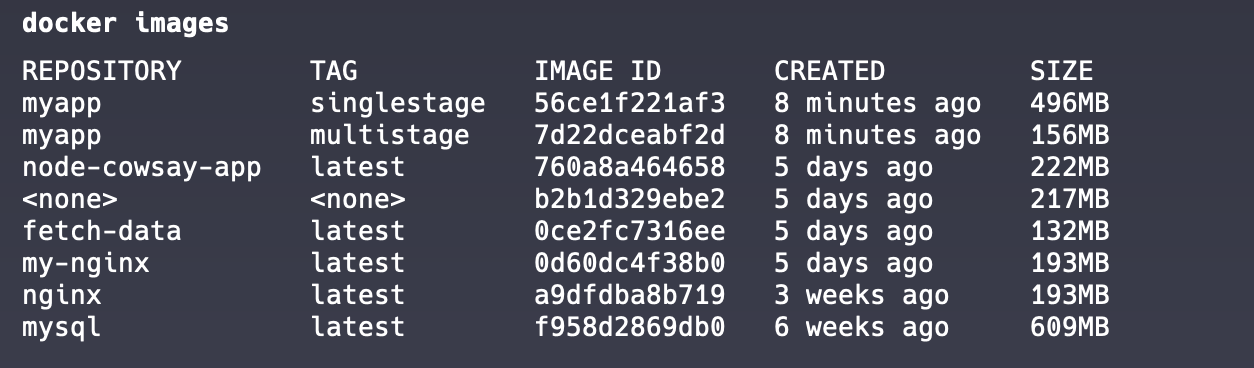 docker images
REPOSITORY TAG IMAGE ID CREATED SIZE
myapp singlestage 56ce1f221af3 8 minutes ago 496MB
myapp multistage 7d22dceabf2d 8 minutes ago 156MB
node-cowsay-app latest 760a8a464658 5 days ago 222MB
<none> <none> b2b1d329ebe2 5 days ago 217MB
fetch-data latest 0ce2fc7316ee 5 days ago 132MB
my-nginx latest 0d60dc4f38b0 5 days ago 193MB
nginx latest a9dfdba8b719 3 weeks ago 193MB
mysql latest f958d2869db0 6 weeks ago 609MB